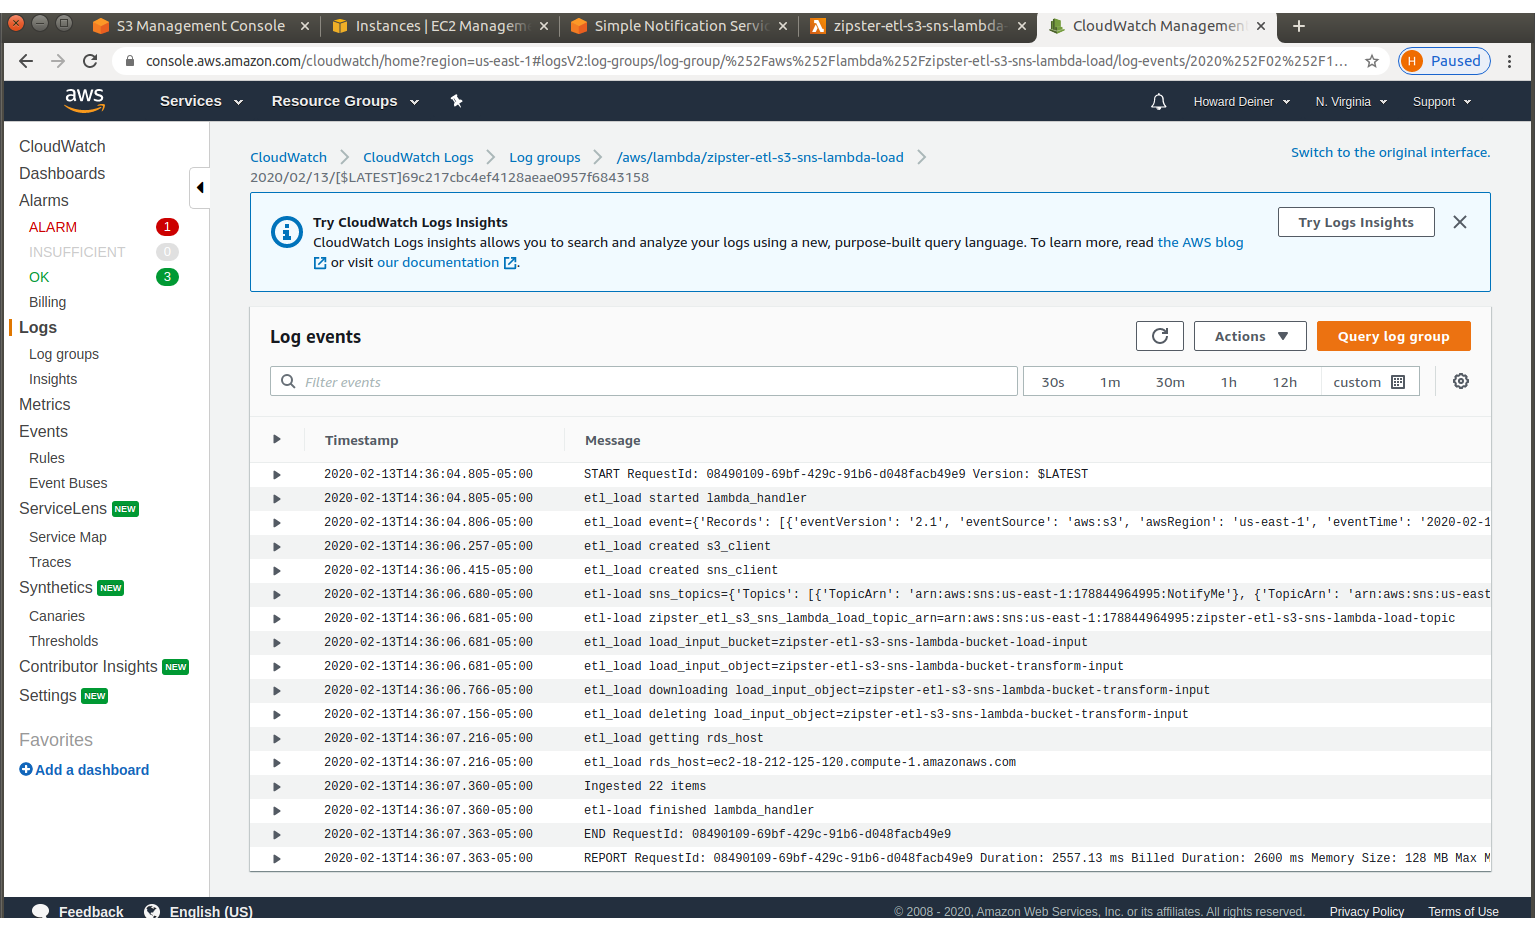 S3 Management Console
Instances | EC2 Managem
Simple Notification Servic
zipster-etl-s3-sns-lambda-
CloudWatch Management
console.aws.amazon.com/cloudwatch/home?region=us-east-1#logsV2:log-groups/log-group/%252Faws%252Flambda%252Fzipster-etl-s3-sns-lambda-load/log-events/2020%252F02%252F1...
H Paused
aws Services Resource Groups Howard Deiner N. Virginia Support
CloudWatch
Dashboards
Alarms
ALARM 1
INSUFFICIENT 0
OK 3
Billing
Logs
Log groups
Insights
Metrics
Events
Rules
Event Buses
ServiceLens NEW
Service Map
Traces
Synthetics NEW
Canaries
Thresholds
Contributor Insights NEW
Settings NEW
Favorites
Add a dashboard
CloudWatch CloudWatch Logs Log groups /aws/lambda/zipster-etl-s3-sns-lambda-load
2020/02/13/[$LATEST]69c217cbc4ef4128aeae0957f6843158
Switch to the original interface.
Try CloudWatch Logs Insights
CloudWatch Logs insights allows you to search and analyze your logs using a new, purpose-built query language. To learn more, read the AWS blog
or visit our documentation .
Try Logs Insights
Log events
Actions Query log group
Filter events
30s 1m 30m 1h 12h custom
Timestamp Message
2020-02-13T14:36:04.805-05:00 START RequestId: 08490109-69bf-429c-91b6-d048facb49e9 Version: $LATEST
2020-02-13T14:36:04.805-05:00 etl_load started lambda_handler
2020-02-13T14:36:04.806-05:00 etl_load event={'Records': [{'eventVersion': '2.1', 'eventSource': 'aws:s3', 'awsRegion': 'us-east-1', 'eventTime': '2020-02-1
2020-02-13T14:36:06.257-05:00 etl_load created s3_client
2020-02-13T14:36:06.415-05:00 etl_load created sns_client
2020-02-13T14:36:06.680-05:00 etl-load sns_topics={'Topics': [{'TopicArn': 'arn:aws:sns:us-east-1:178844964995:NotifyMe'}, {'TopicArn': 'arn:aws:sns:us-east
2020-02-13T14:36:06.681-05:00 etl-load zipster_etl_s3_sns_lambda_load_topic_arn=arn:aws:sns:us-east-1:178844964995:zipster-etl-s3-sns-lambda-load-topic
2020-02-13T14:36:06.681-05:00 etl_load load_input_bucket=zipster-etl-s3-sns-lambda-bucket-load-input
2020-02-13T14:36:06.681-05:00 etl_load load_input_object=zipster-etl-s3-sns-lambda-bucket-transform-input
2020-02-13T14:36:06.766-05:00 etl_load downloading load_input_object=zipster-etl-s3-sns-lambda-bucket-transform-input
2020-02-13T14:36:07.156-05:00 etl_load deleting load_input_object=zipster-etl-s3-sns-lambda-bucket-transform-input
2020-02-13T14:36:07.216-05:00 etl_load getting rds_host
2020-02-13T14:36:07.216-05:00 etl_load rds_host=ec2-18-212-125-120.compute-1.amazonaws.com
2020-02-13T14:36:07.360-05:00 Ingested 22 items
2020-02-13T14:36:07.360-05:00 etl-load finished lambda_handler
2020-02-13T14:36:07.363-05:00 END RequestId: 08490109-69bf-429c-91b6-d048facb49e9
2020-02-13T14:36:07.363-05:00 REPORT RequestId: 08490109-69bf-429c-91b6-d048facb49e9 Duration: 2557.13 ms Billed Duration: 2600 ms Memory Size: 128 MB Max M
Feedback English (US) © 2008 - 2020, Amazon Web Services, Inc. or its affiliates. All rights reserved. Privacy Policy Terms of Use